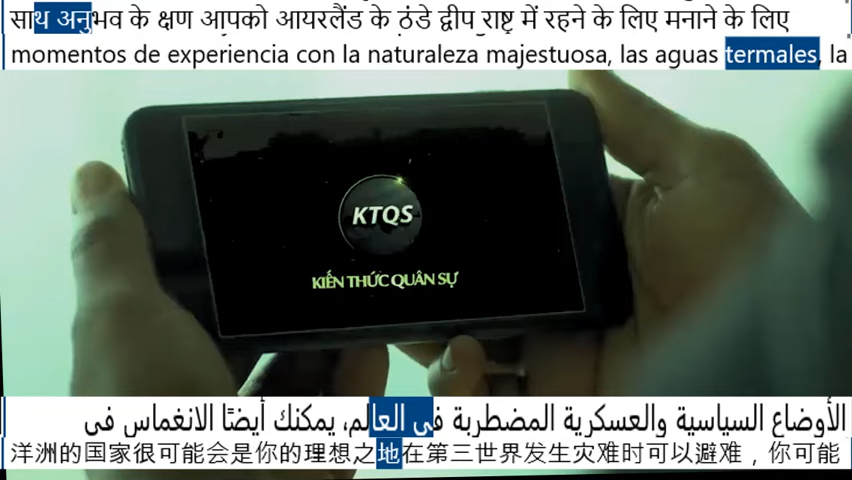 साथ अनुभव के क्षण आपको आयरलैंड के ठंडे द्वीप राष्ट्र में रहने के लिए मनाने के लिए
momentos de experiencia con la naturaleza majestuosa, las aguas termales, la
KTQS
KIẾN THỨC QUÂN SỰ
الأوضاع السياسية والعسكرية المضطربة في العالم، يمكنك أيضًا الانغماس في
洋洲的国家很可能会是你的理想之地在第三世界发生灾难时可以避难，你可能